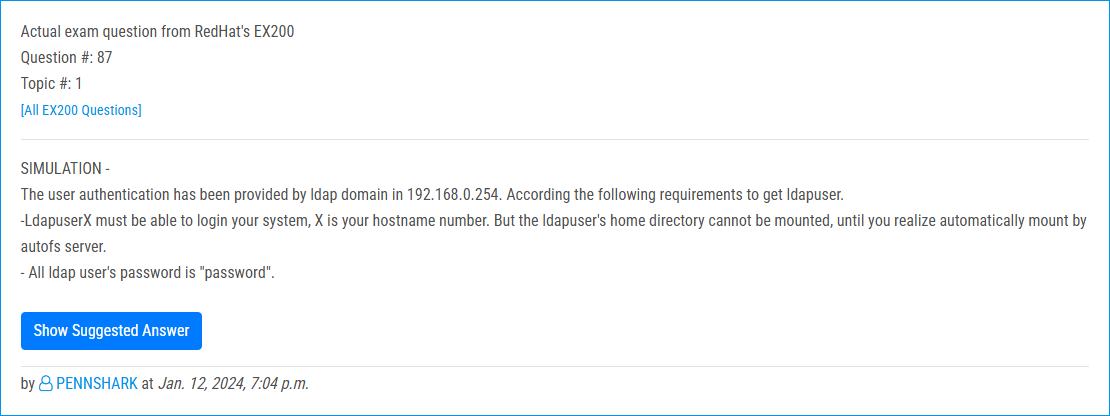 Actual exam question from RedHat's EX200
Question #: 87
Topic #: 1
[All EX200 Questions]
SIMULATION -
The user authentication has been provided by ldap domain in 192.168.0.254. According the following requirements to get ldapuser.
-LdapuserX must be able to login your system, X is your hostname number. But the ldapuser's home directory cannot be mounted, until you realize automatically mount by
autofs server.
- All ldap user's password is "password".
Show Suggested Answer
by PENNSHARK at Jan. 12, 2024, 7:04 p.m.